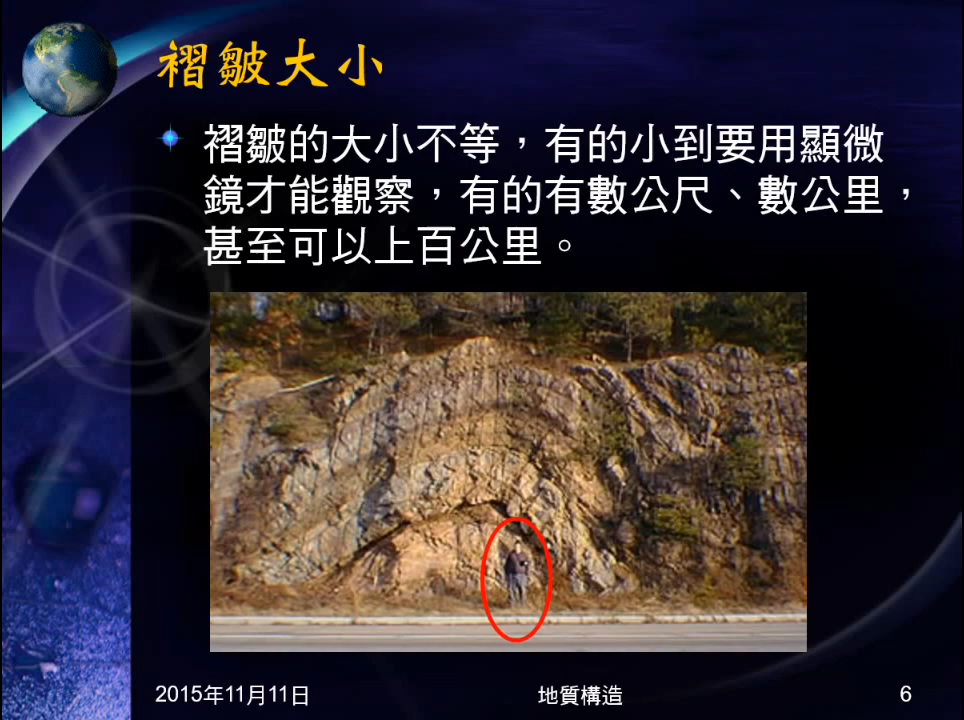 褶皺大小
褶皺的大小不等，有的小到要用顯微
鏡才能觀察，有的有數公尺、數公里，
甚至可以上百公里。
2015年11月11日
地質構造
6